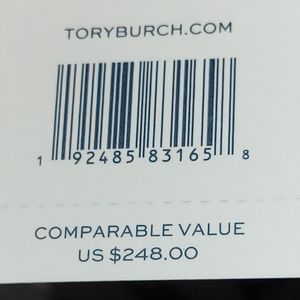 TORYBURCH.COM
1 92485 83165 8
COMPARABLE VALUE
US $248.00